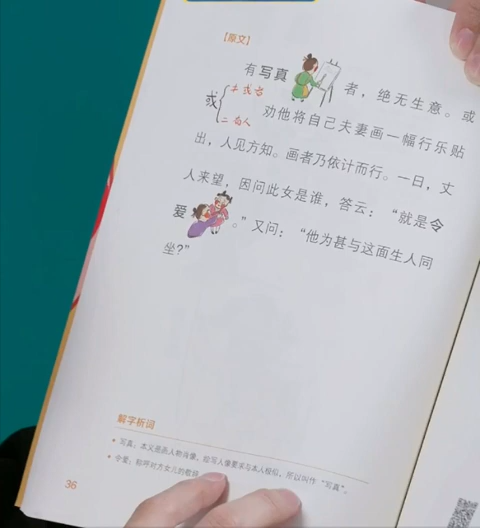 【原文】
有写真者，绝无生意。或
劝他将自己夫妻画一幅行乐贴
出，人见方知。画者乃依计而行。一日，丈
人来望，因问此女是谁，答云：“就是令
爱。”又问：“他为甚与这面生人同
坐?”
或
一 或者
二 有人
解字析词
• 写真，本义是画人物肖像，绘写人像要求与本人极似，所以叫作“写真”。
• 令爱：称呼对方女儿的敬辞
36